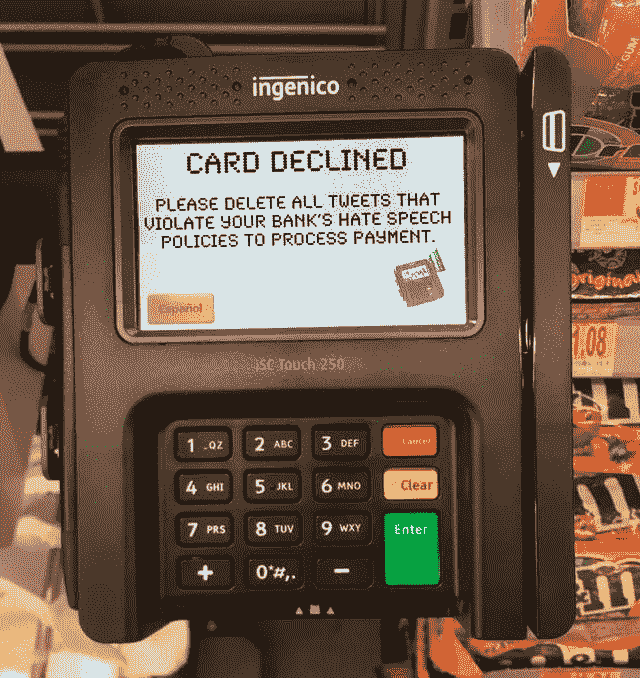 ingenico
CARD DECLINED
PLEASE DELETE ALL TWEETS THAT
VIOLATE YOUR BANK'S HATE SPEECH
POLICIES TO PROCESS PAYMENT.
Español
iSC Touch 250
1 .QZ
2 ABC
3 DEF
Cancel
4 GHI
5 JKL
6 MNO
Clear
7 PRS
8 TUV
9 WXY
Enter
+
0*#,.
-
GUM
Original
1.08